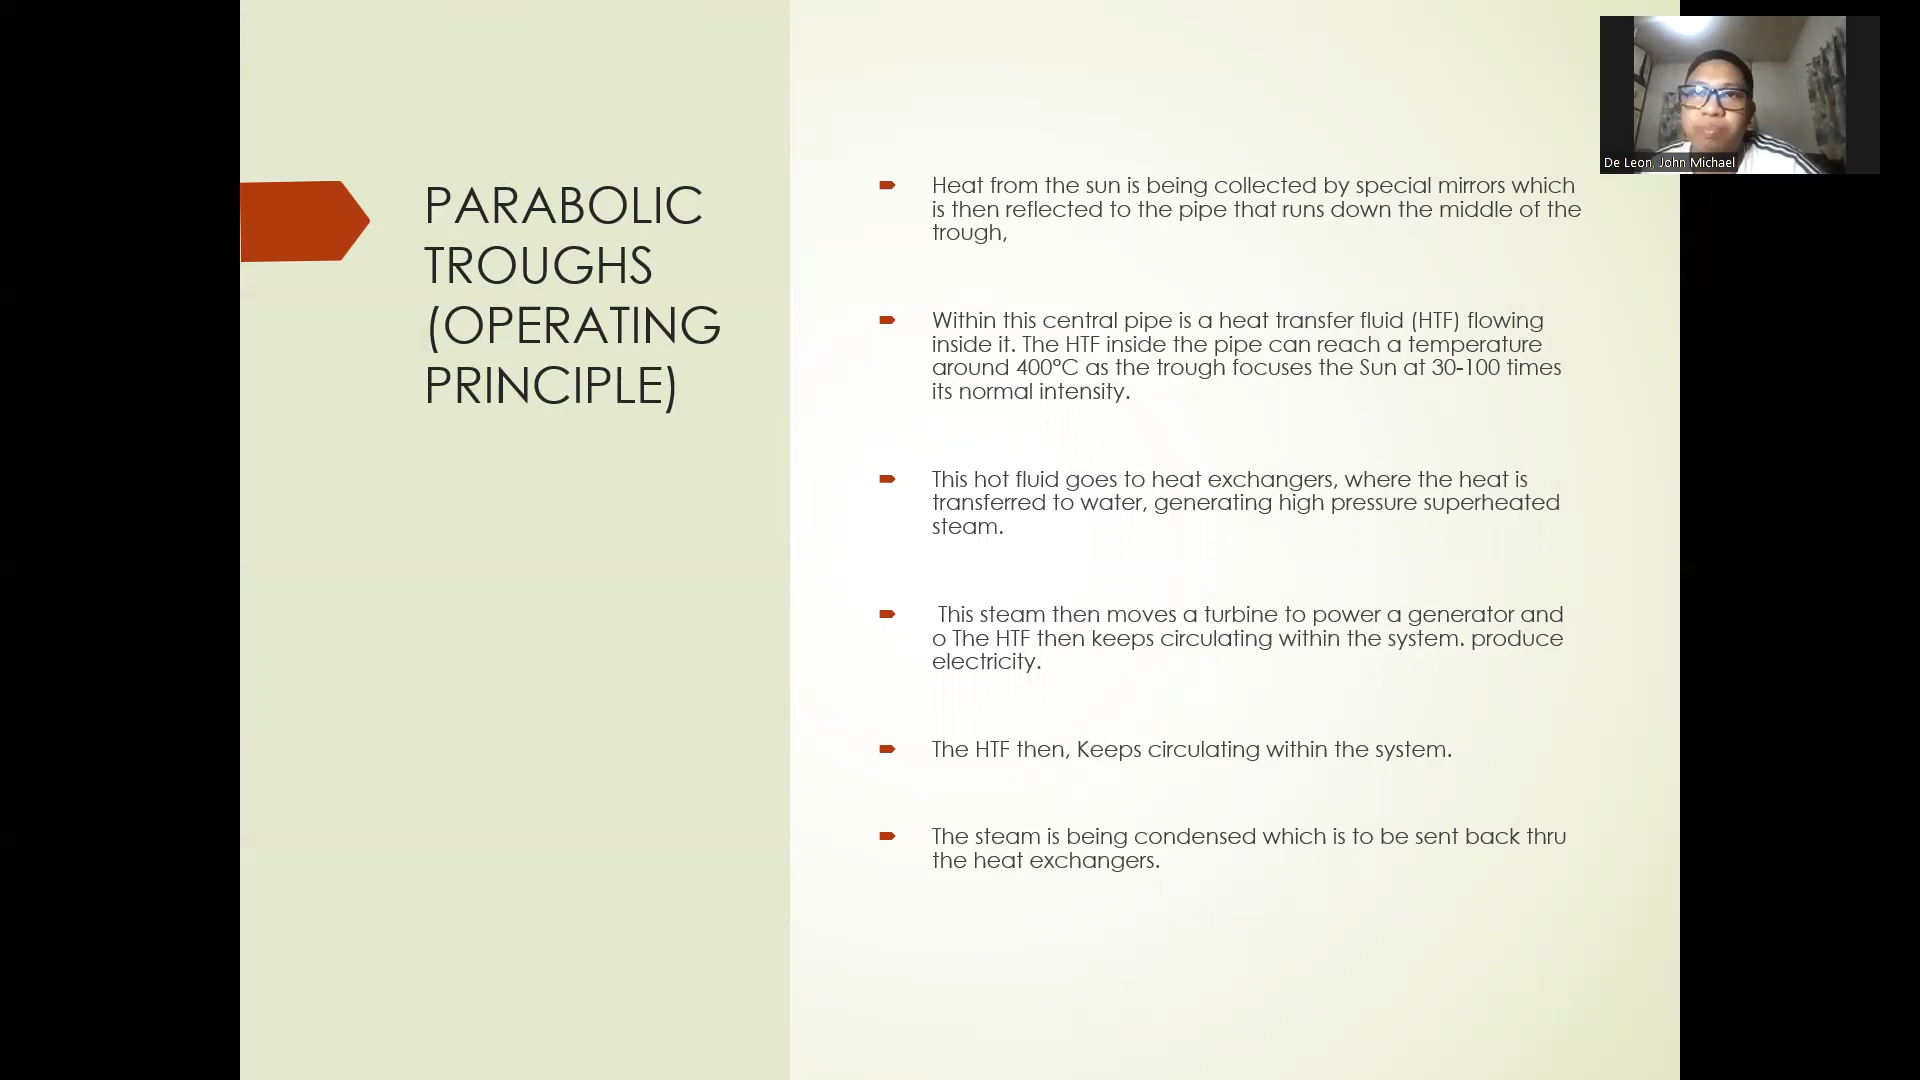 PARABOLIC
TROUGHS
(OPERATING
PRINCIPLE)
Heat from the sun is being collected by special mirrors which
is then reflected to the pipe that runs down the middle of the
trough,
Within this central pipe is a heat transfer fluid (HTF) flowing
inside it. The HTF inside the pipe can reach a temperature
around 400°C as the trough focuses the Sun at 30-100 times
its normal intensity.
This hot fluid goes to heat exchangers, where the heat is
transferred to water, generating high pressure superheated
steam.
This steam then moves a turbine to power a generator and
o The HTF then keeps circulating within the system. produce
electricity.
The HTF then, Keeps circulating within the system.
The steam is being condensed which is to be sent back thru
the heat exchangers.
De Leon, John Michael